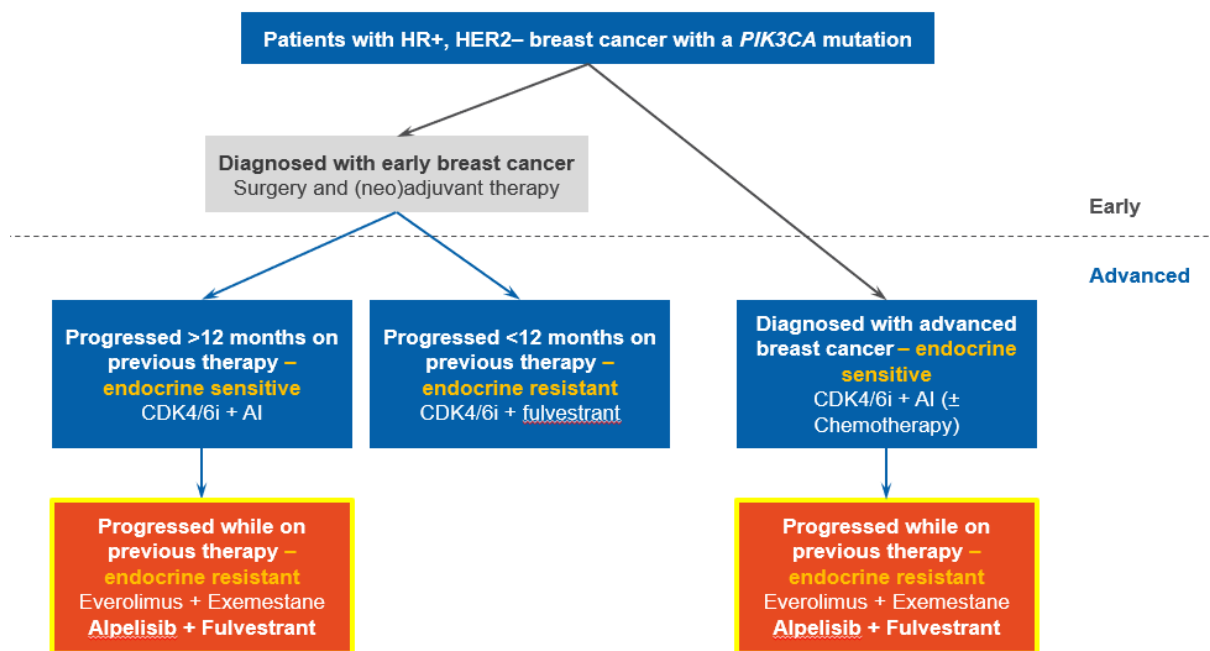 Patients with HR+, HER2– breast cancer with a PIK3CA mutation
Diagnosed with early breast cancer
Surgery and (neo)adjuvant therapy
Early
Advanced
Progressed >12 months on
previous therapy –
endocrine sensitive
CDK4/6i + AI
Progressed <12 months on
previous therapy –
endocrine resistant
CDK4/6i + fulvestrant
Diagnosed with advanced
breast cancer – endocrine
sensitive
CDK4/6i + AI (±
Chemotherapy)
Progressed while on
previous therapy –
endocrine resistant
Everolimus + Exemestane
Alpelisib + Fulvestrant
Progressed while on
previous therapy –
endocrine resistant
Everolimus + Exemestane
Alpelisib + Fulvestrant